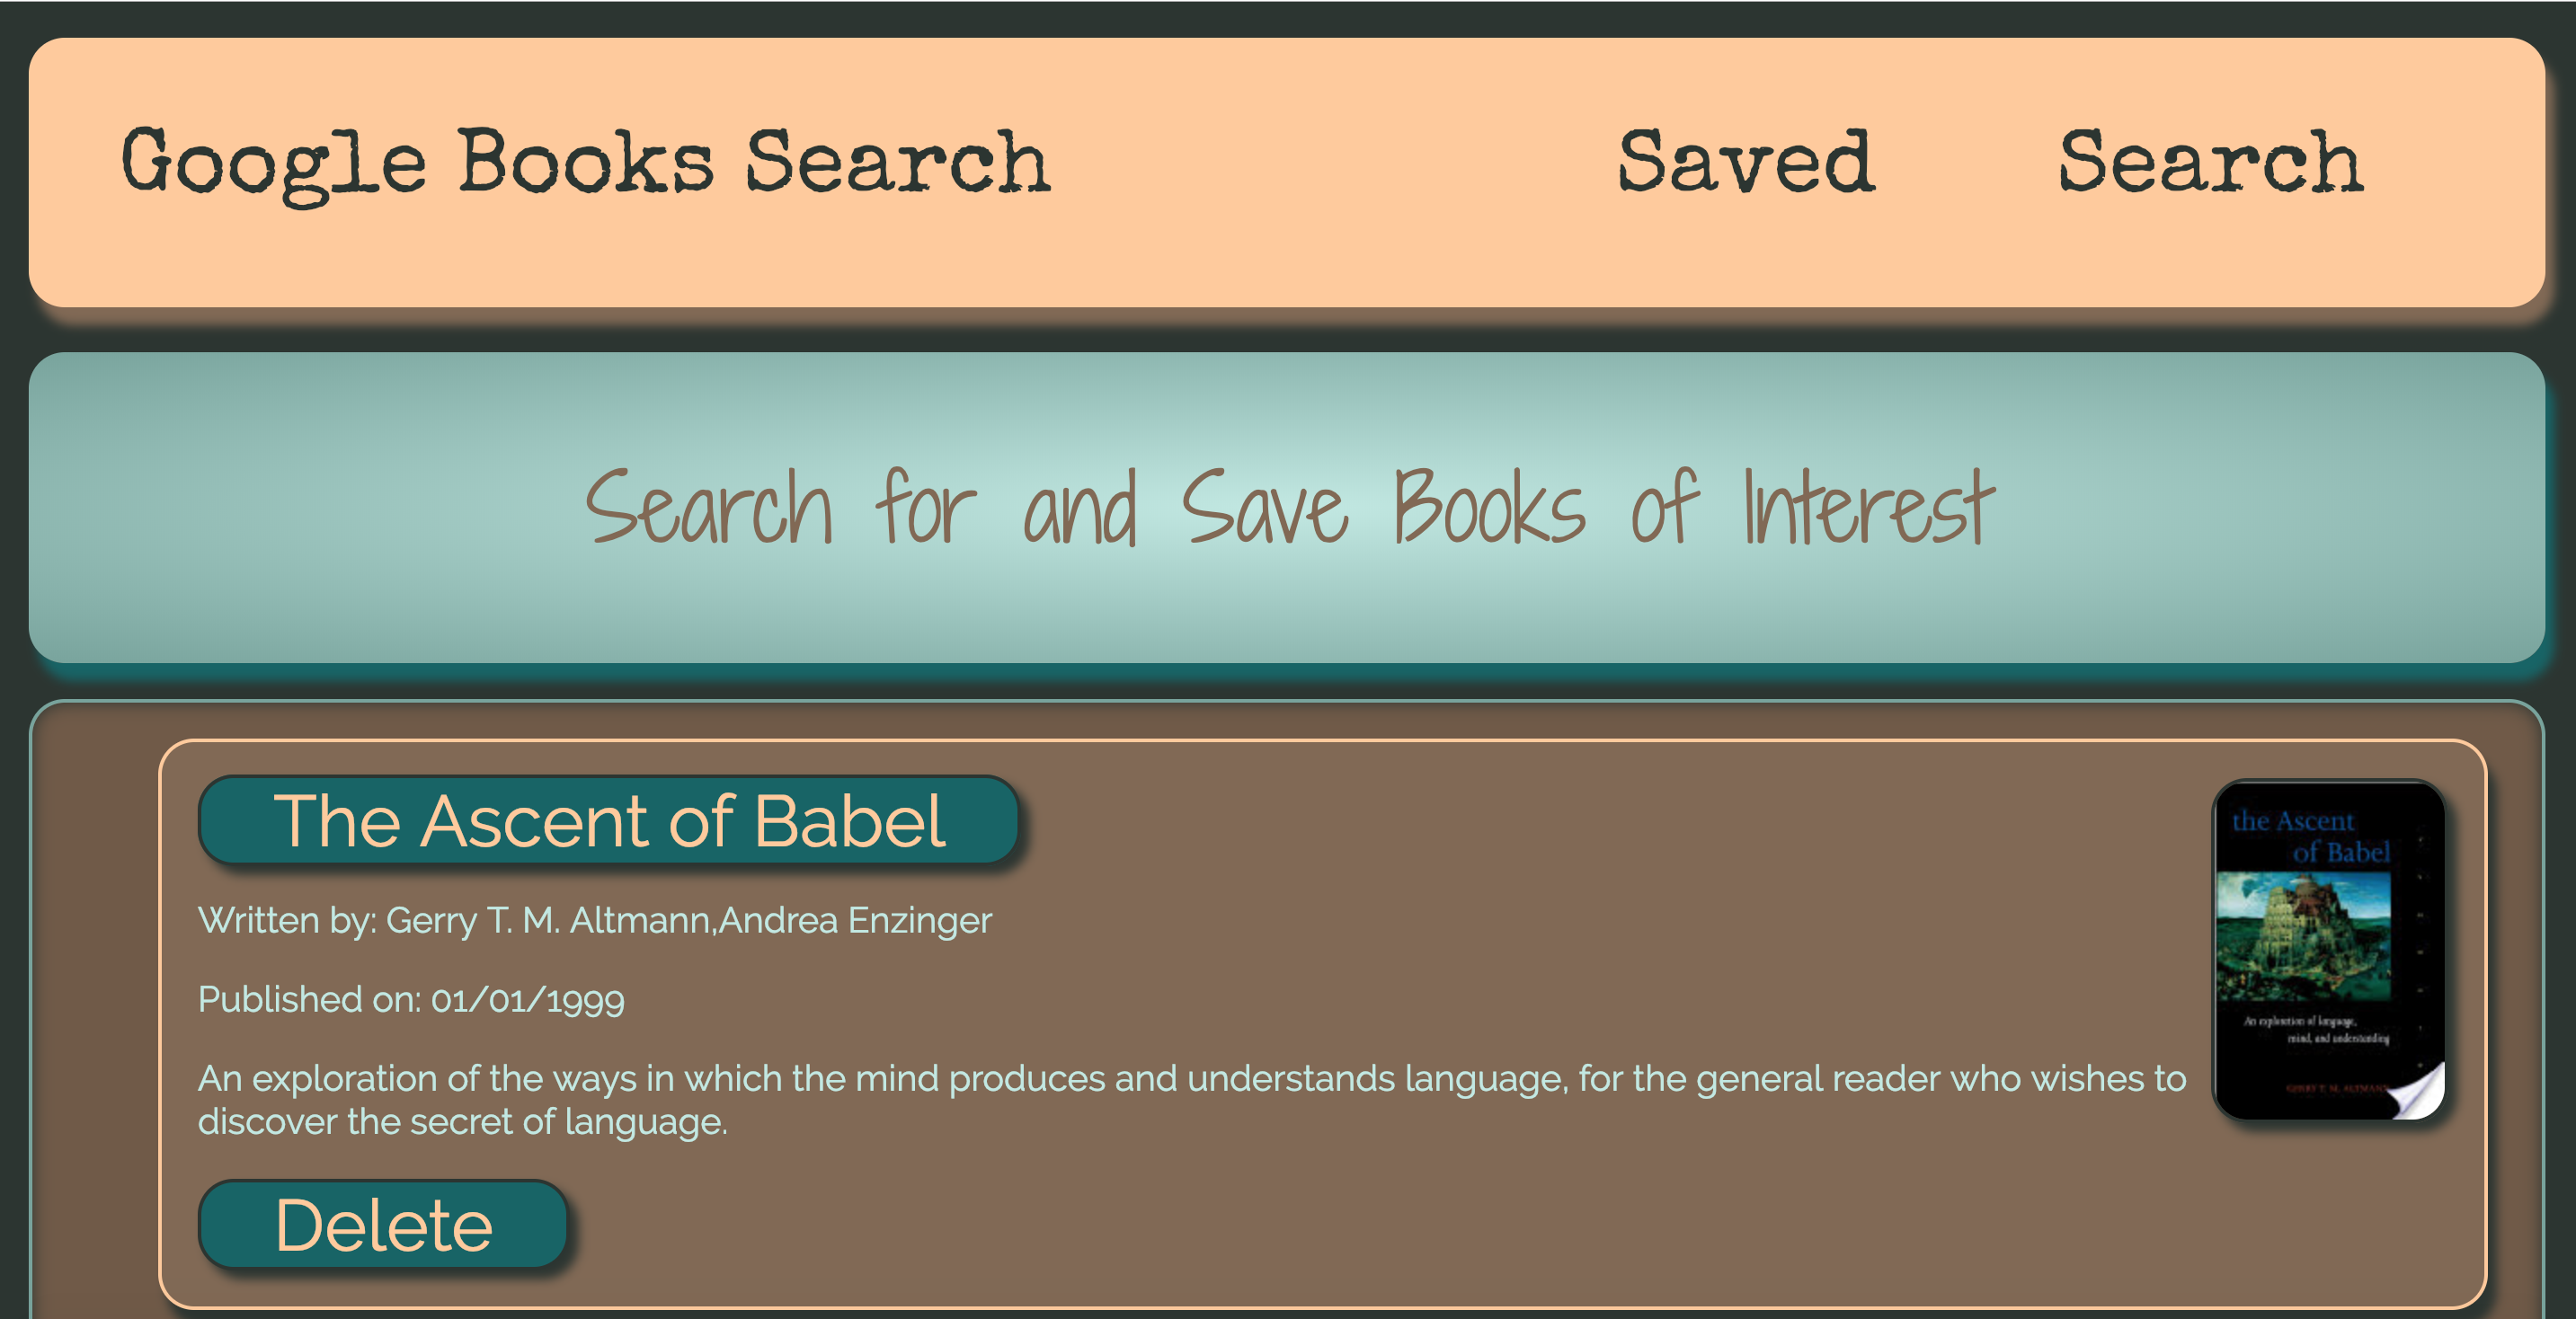 Google Books Search
Saved
Search
Search for and Save Books of Interest
The Ascent of Babel
Written by: Gerry T. M. Altmann,Andrea Enzinger
Published on: 01/01/1999
An exploration of the ways in which the mind produces and understands language, for the general reader who wishes to
discover the secret of language.
Delete
the Ascent
of Babel
An exploration of language,
mind, and understanding
GERRY T. M. ALTMANN